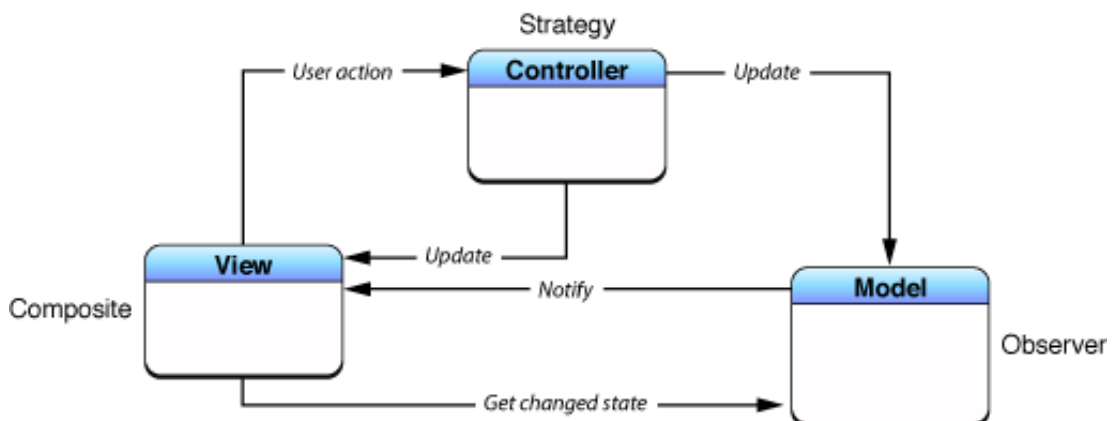 Strategy
Controller
User action
Update
View
Update
Notify
Model
Composite
Observer
Get changed state